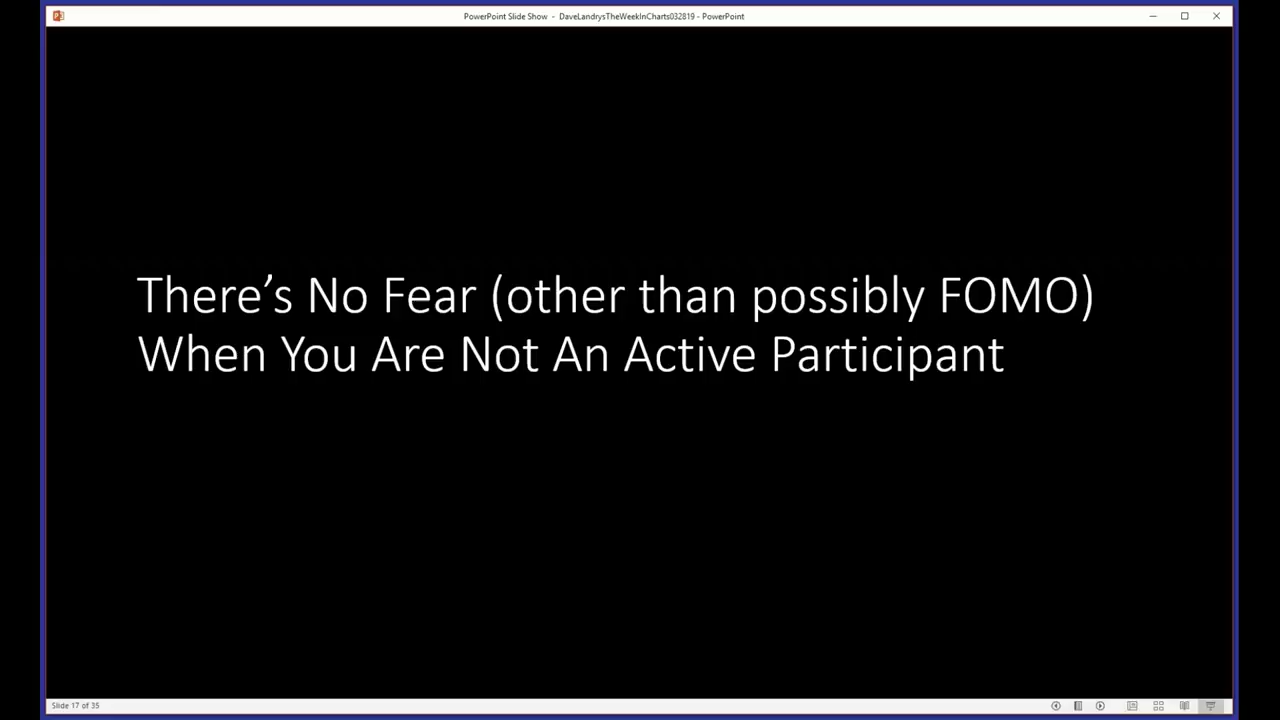 PowerPoint Slide Show - DaveLandrysTheWeekInCharts032819 - PowerPoint
There’s No Fear (other than possibly FOMO)
When You Are Not An Active Participant
Slide 17 of 35